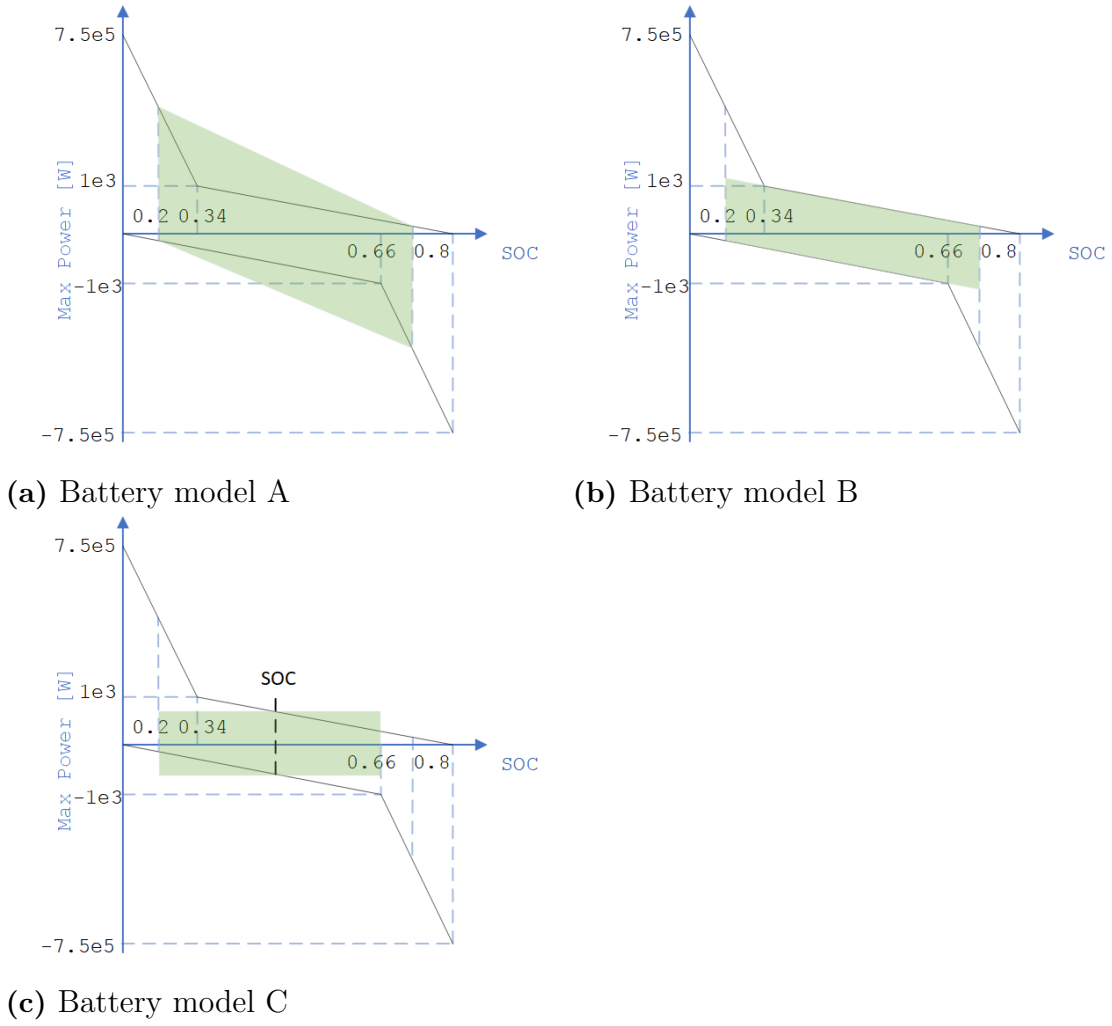 7.5e5
1e3
0.2 0.34
0.66 0.8
SOC
-1e3
-7.5e5
Max Power [W]
(a) Battery model A
7.5e5
1e3
0.2 0.34
0.66 0.8
SOC
-1e3
-7.5e5
Max Power [W]
(b) Battery model B
7.5e5
SOC
1e3
0.2 0.34
0.66 0.8
SOC
-1e3
-7.5e5
Max Power [W]
(c) Battery model C